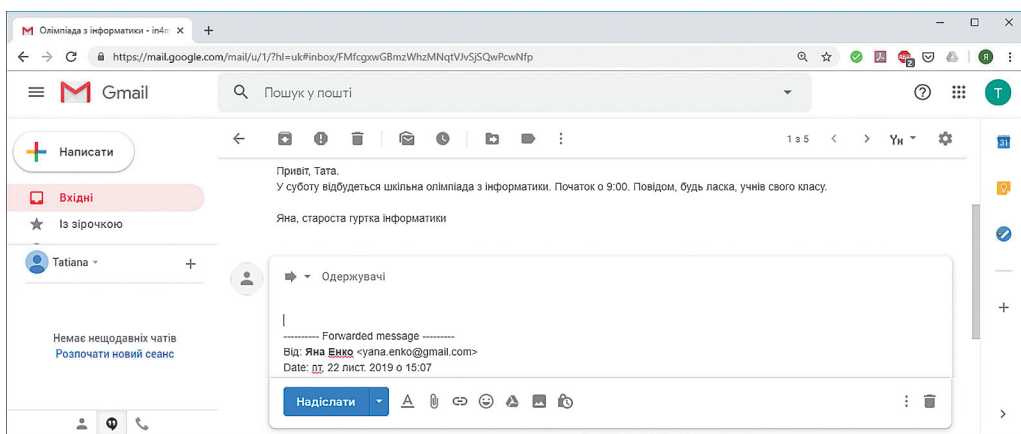 Олімпіада з інформатики - in4m
https://mail.google.com/mail/u/1/?hl=uk#inbox/FMfcgxwGBmzWhzMNqtVJvSjSQwPcwNfp
2
Я
Gmail
Пошук у пошті
T
Написати
1 з 5
31
Привіт, Тата.
Вхідні
У суботу відбудеться шкільна олімпіада з інформатики. Початок о 9:00. Повідом, будь ласка, учнів свого класу.
Із зірочкою
Яна, староста гуртка інформатики
Tatiana
Одержувачі
---------- Forwarded message ---------
Від: Яна Енко <yana.enko@gmail.com>
Date: пт, 22 лист. 2019 о 15:07
Немає нещодавніх чатів
Розпочати новий сеанс
Надіслати